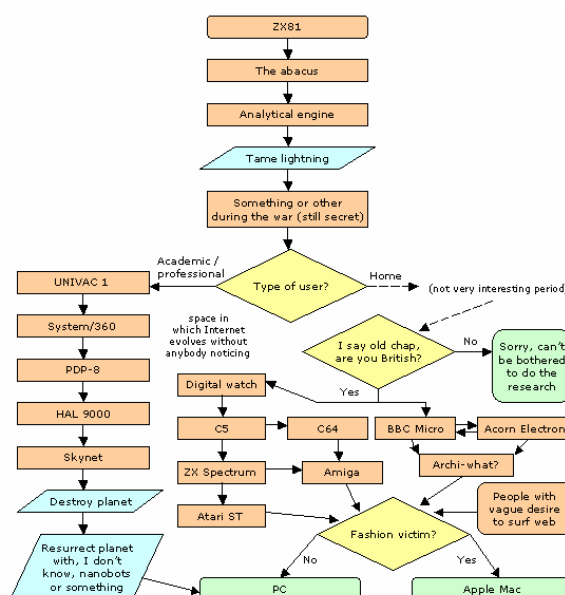 ZX81
The abacus
Analytical engine
Tame lightning
Something or other
during the war (still secret)
Academic /
professional
Type of user?
Home
(not very interesting period)
UNIVAC 1
System/360
PDP-8
HAL 9000
Skynet
Destroy planet
Resurrect planet
with, I don't
know, nanobots
or something
space in
which Internet
evolves without
anybody noticing
I say old chap,
are you British?
No
Sorry, can't
be bothered
to do the
research
Yes
Digital watch
C5
C64
ZX Spectrum
Amiga
Atari ST
BBC Micro
Acorn Electron
Archi-what?
People with
vague desire
to surf web
Fashion victim?
No
Yes
PC
Apple Mac